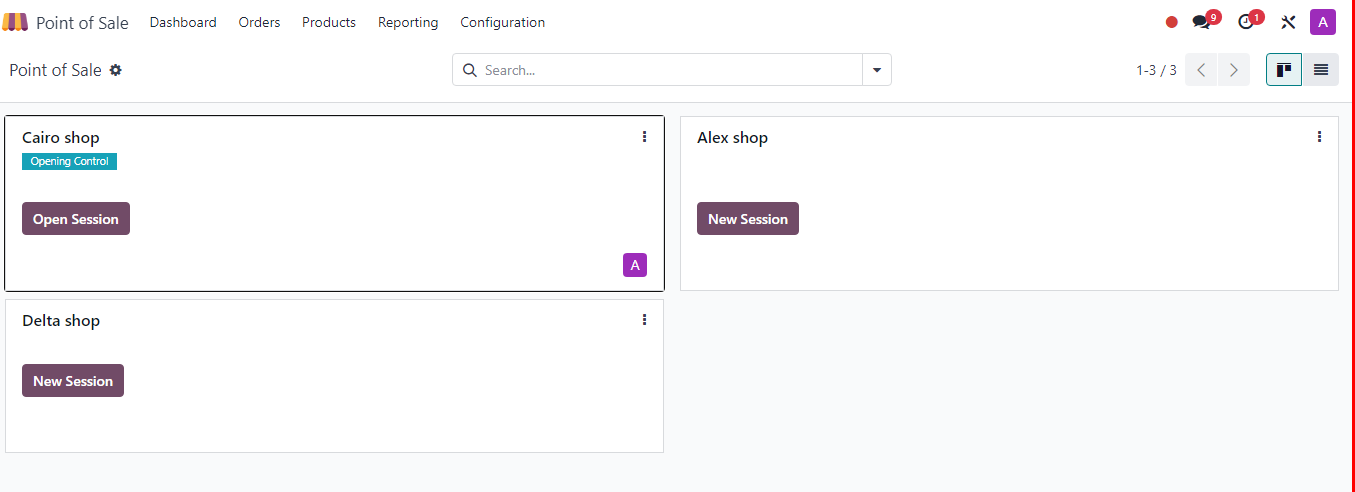 Point of Sale Dashboard Orders Products Reporting Configuration 9 1 A
Point of Sale Search... 1-3 / 3
Cairo shop
Opening Control
Open Session
A
Alex shop
New Session
Delta shop
New Session